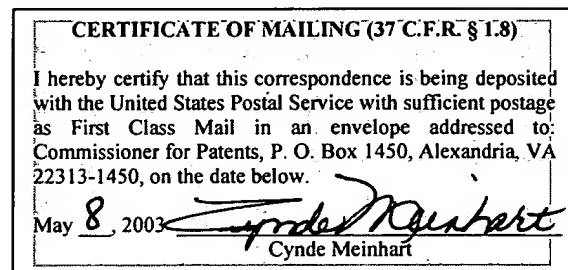 CERTIFICATE OF MAILING (37 C.F.R. § 1.8)
I hereby certify that this correspondence is being deposited
with the United States Postal Service with sufficient postage
as First Class Mail in an envelope addressed to:
Commissioner for Patents, P. O. Box 1450, Alexandria, VA
22313-1450, on the date below.
May 8, 2003 Cynde Meinhart
Cynde Meinhart